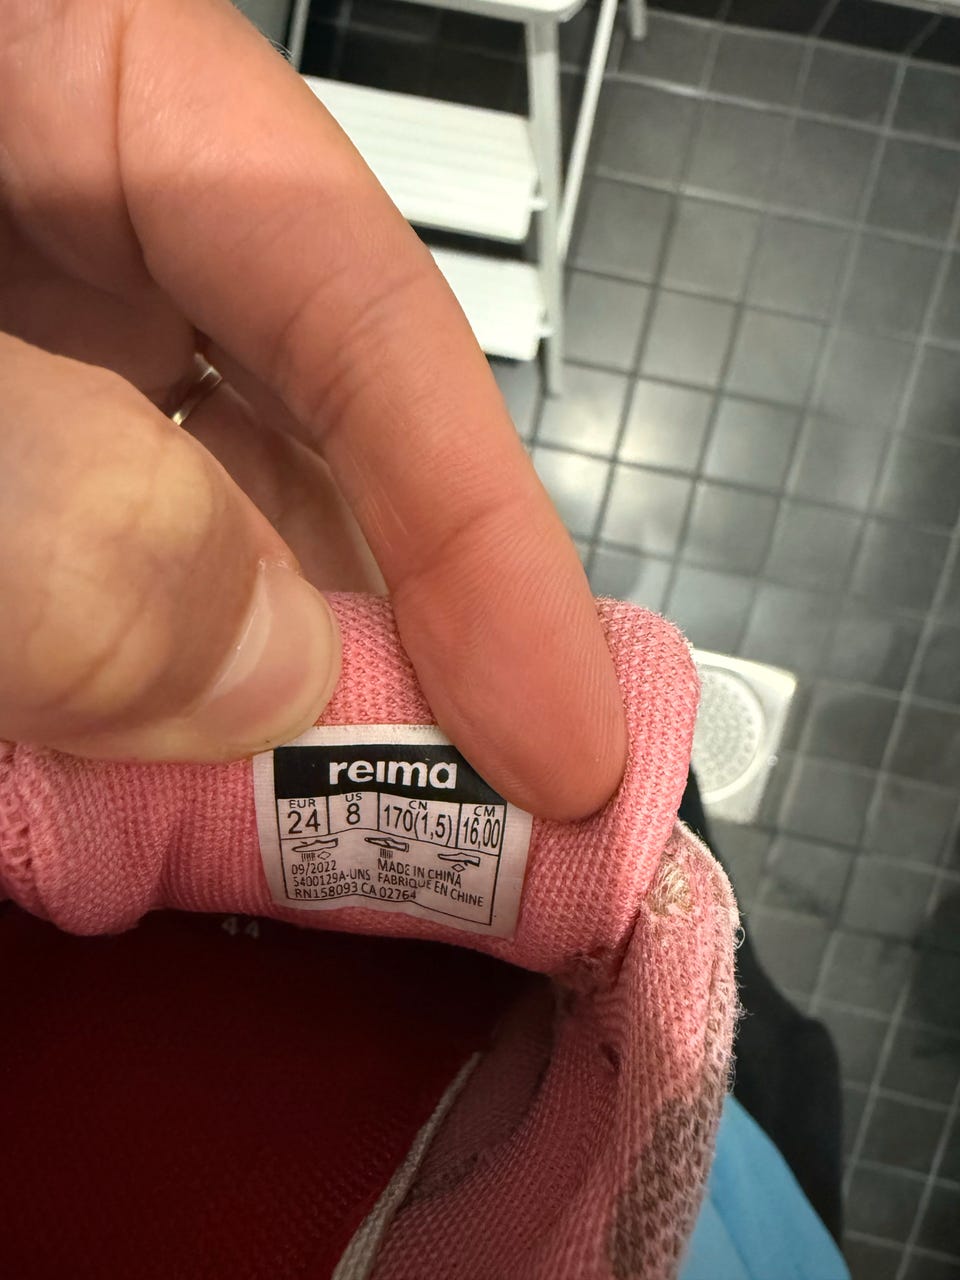 reima
EUR US CN CM
24 8 170(1,5) 16,00
09/2022 MADE IN CHINA
5400129A-UNS FABRIQUE EN CHINE
RN158093 CA 02764